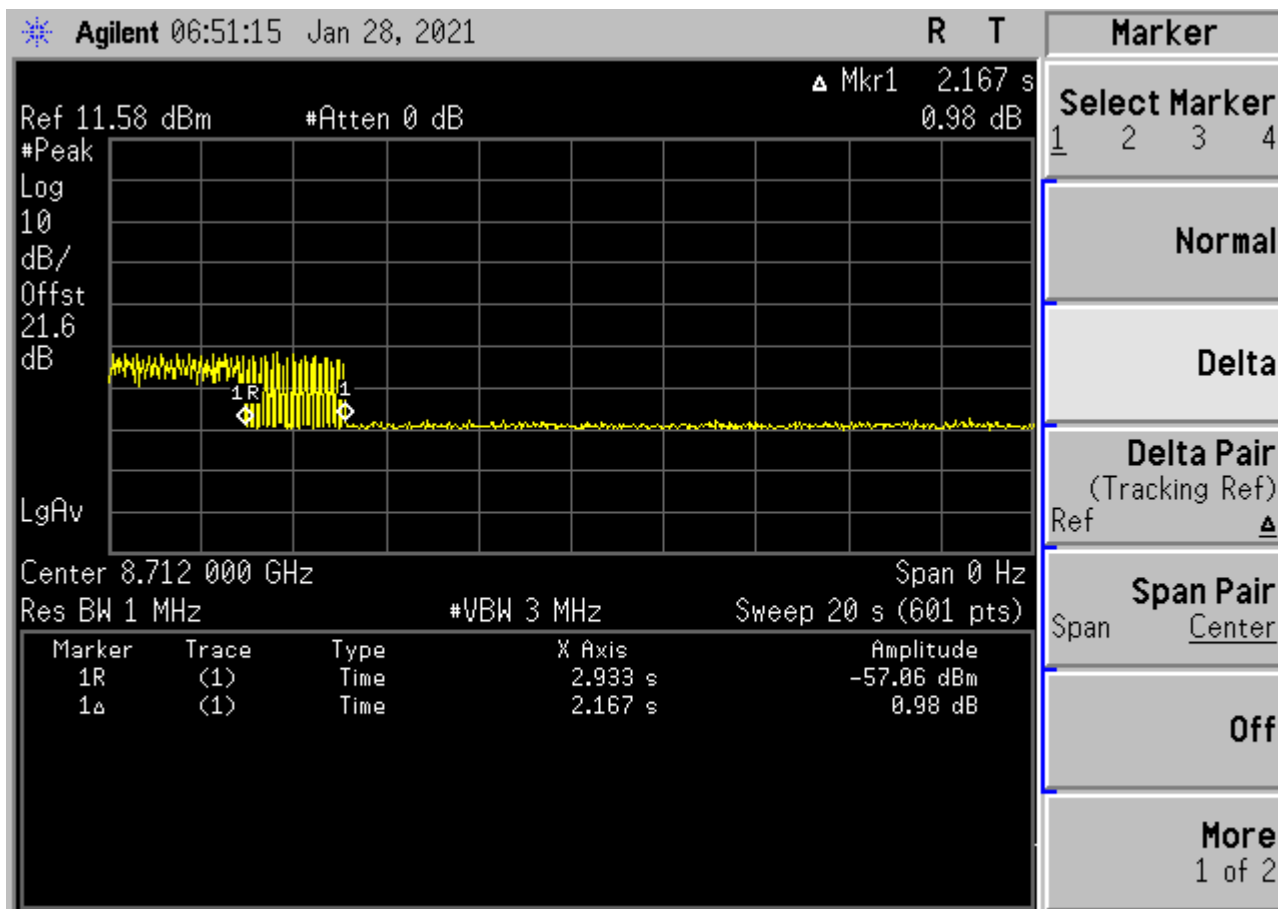 Agilent 06:51:15 Jan 28, 2021 R T
Marker
Δ Mkr1 2.167 s
Ref 11.58 dBm #Atten 0 dB 0.98 dB
#Peak
Log
10
dB/
Offst
21.6
dB
1R
1
LgAv
Center 8.712 000 GHz Span 0 Hz
Res BW 1 MHz #VBW 3 MHz Sweep 20 s (601 pts)
Marker Trace Type X Axis Amplitude
1R (1) Time 2.933 s -57.06 dBm
1Δ (1) Time 2.167 s 0.98 dB
Select Marker
1 2 3 4
Normal
Delta
Delta Pair
(Tracking Ref)
Ref Δ
Span Pair
Span Center
Off
More
1 of 2